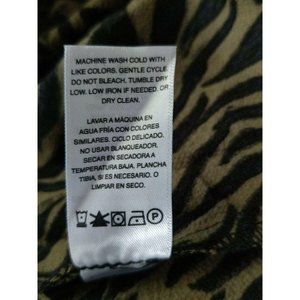 MACHINE WASH COLD WITH
LIKE COLORS. GENTLE CYCLE
DO NOT BLEACH. TUMBLE DRY
LOW. LOW IRON IF NEEDED. OR
DRY CLEAN.
LAVAR A MÁQUINA EN
AGUA FRÍA CON COLORES
SIMILARES. CICLO DELICADO.
NO USAR BLANQUEADOR.
SECAR EN SECADORA A
TEMPERATURA BAJA. PLANCHA
TIBIA, SI ES NECESARIO. O
LIMPIAR EN SECO.
P